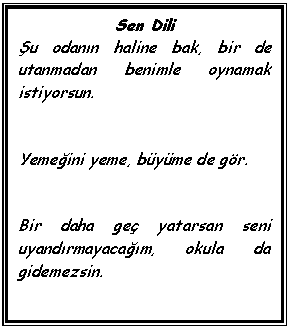 Sen Dili
Şu odanın haline bak, bir de
utanmadan benimle oynamak
istiyorsun.
Yemeğini yeme, büyüme de gör.
Bir daha geç yatarsan seni
uyandırmayacağım, okula da
gidemezsin.